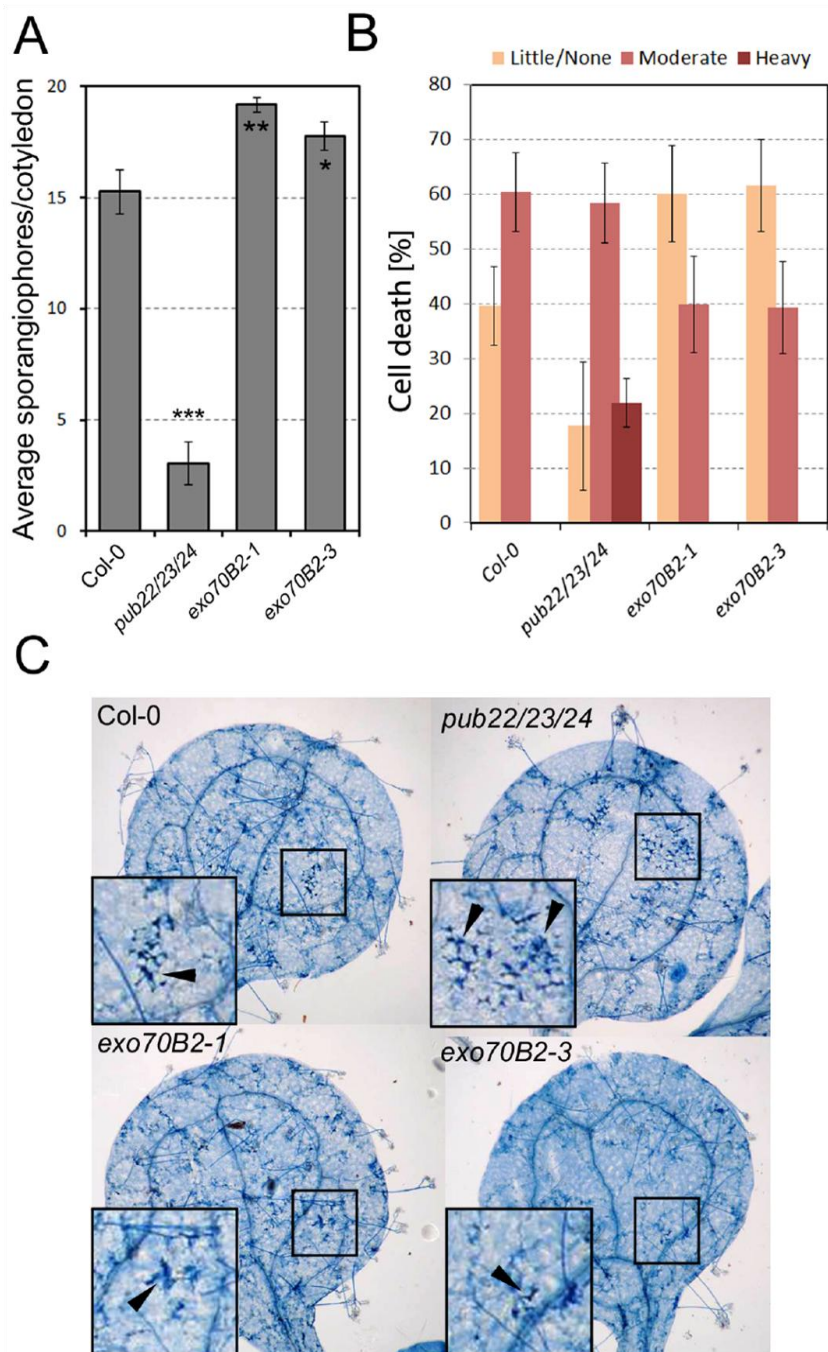 A
Average sporangiophores/cotyledon
20
15
10
5
0
**
*
***
Col-0
pub22/23/24
exo70B2-1
exo70B2-3
B
Little/None Moderate Heavy
Cell death [%]
80
70
60
50
40
30
20
10
0
Col-0
pub22/23/24
exo70B2-1
exo70B2-3
C
Col-0
pub22/23/24
exo70B2-1
exo70B2-3